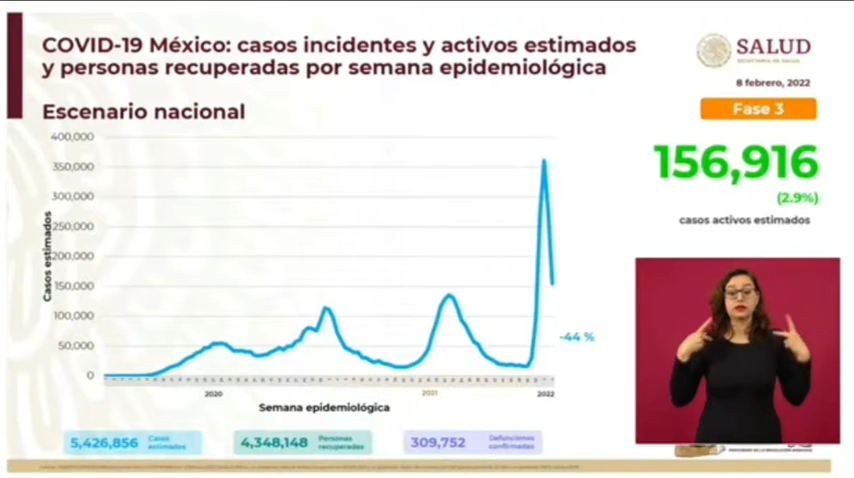 COVID-19 México: casos incidentes y activos estimados
y personas recuperadas por semana epidemiológica
SALUD
SECRETARÍA DE SALUD
8 febrero, 2022
Fase 3
Escenario nacional
156,916
(2.9%)
casos activos estimados
Casos estimados
400,000
350,000
300,000
250,000
200,000
150,000
100,000
50,000
0
-44 %
2020
2021
2022
Semana epidemiológica
5,426,856
Casos
estimados
4,348,148
Personas
recuperadas
309,752
Defunciones
confirmadas